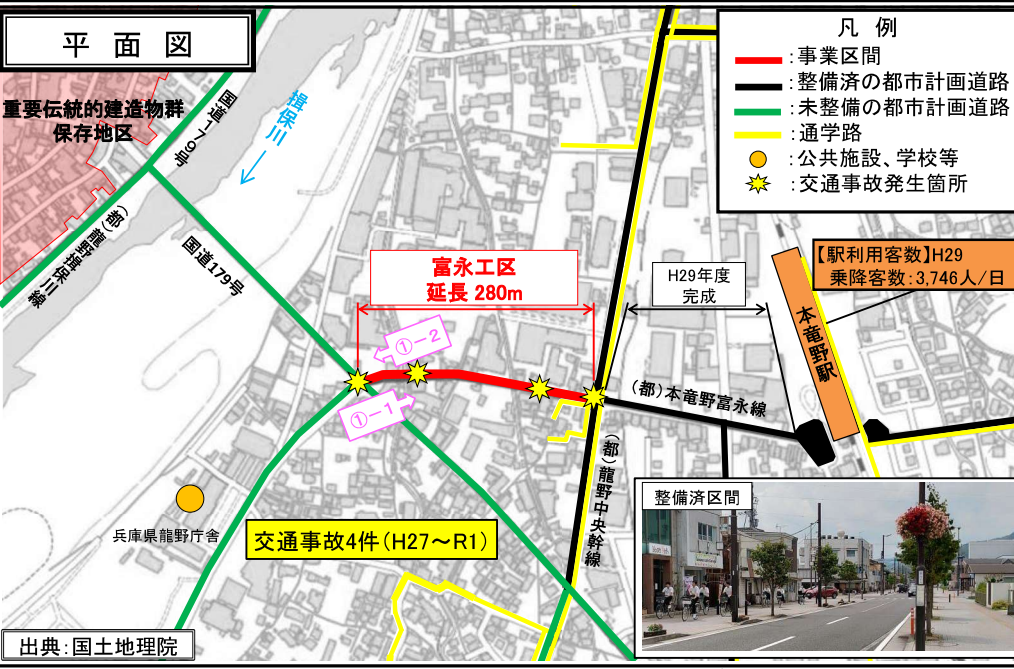 平面図
凡例
:事業区間
:整備済の都市計画道路
:未整備の都市計画道路
:通学路
:公共施設、学校等
:交通事故発生箇所
重要伝統的建造物群
保存地区
国道179号
揖保川
(都)龍野揖保川線
国道179号
富永工区
延長 280m
H29年度
完成
【駅利用客数】H29
乗降客数:3,746人/日
本竜野駅
①-2
①-1
(都)本竜野富永線
(都)龍野中央幹線
兵庫県龍野庁舎
交通事故4件(H27～R1)
整備済区間
出典:国土地理院